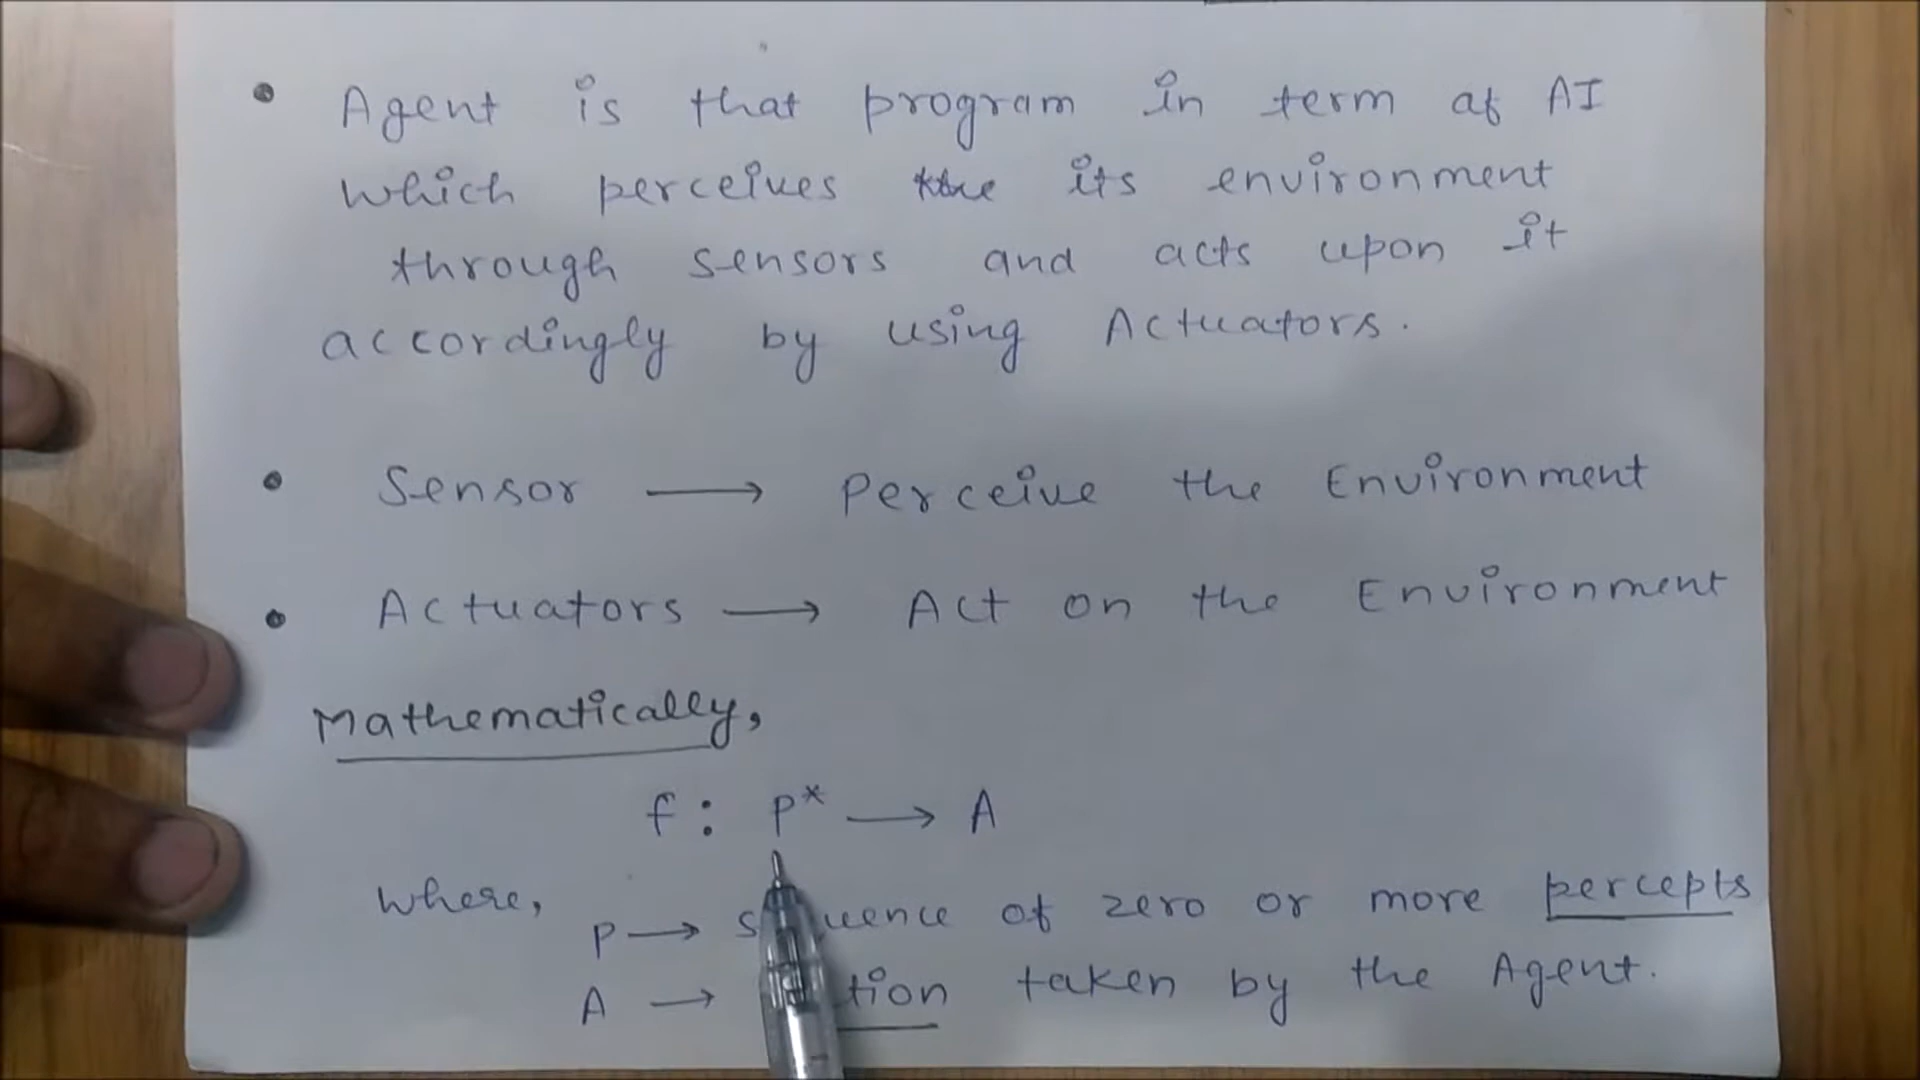 • Agent is that program in term of AI
which perceives its environment
through sensors and acts upon it
accordingly by using Actuators.
• Sensor → Perceive the Environment
• Actuators → Act on the Environment
Mathematically,
f : P* → A
where,
P → sequence of zero or more percepts
A → Action taken by the Agent.